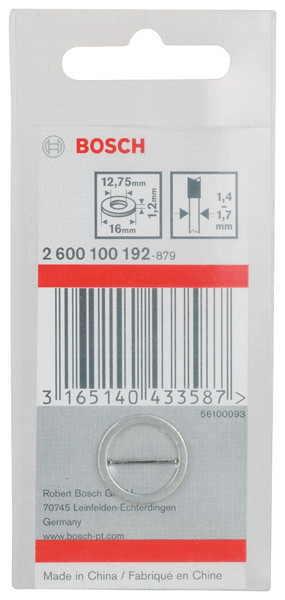 BOSCH
12,75mm
1,2mm
16mm
1,4
-
1,7
mm
2 600 100 192-879
3 165140 433587 >
56100093
Robert Bosch
70745 Leinfelden-Echterdingen
Germany
www.bosch-pt.com
Made in China / Fabriqué en Chine